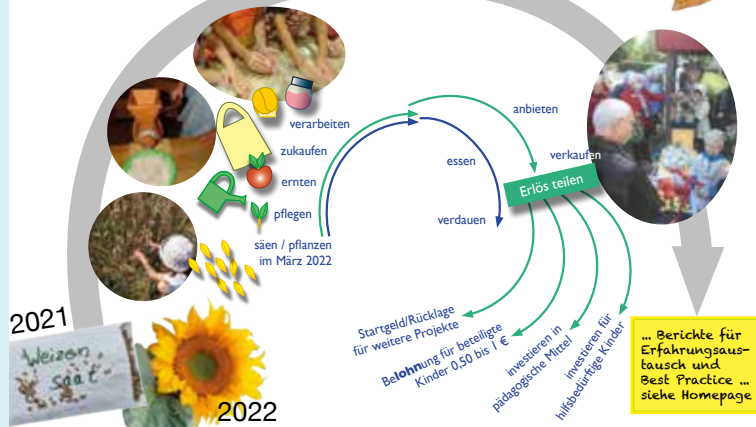 verarbeiten
zukaufen
ernten
pflegen
säen / pflanzen
im März 2022
anbieten
verkaufen
essen
verdauen
Erlös teilen
Startgeld/Rücklage
für weitere Projekte
Belohnung für beteiligte
Kinder 0,50 bis 1 €
investieren in
pädagogische Mittel
investieren für
hilfsbedürftige Kinder
2021
Weizen
saat
2022
... Berichte für
Erfahrungsaus-
tausch und
Best Practice ...
siehe Homepage